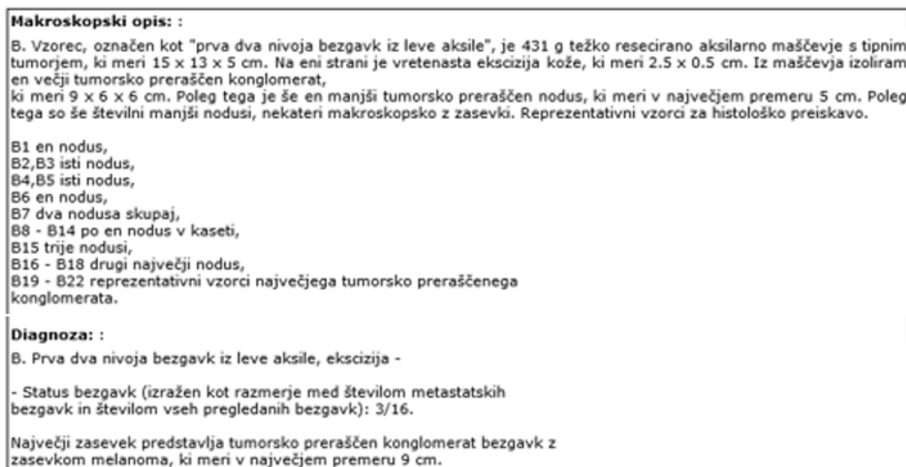 Makroskopski opis: :
B. Vzorec, označen kot "prva dva nivoja bezgavk iz leve aksile", je 431 g težko resecirano aksilarno maščevje s tipnim
tumorjem, ki meri 15 x 13 x 5 cm. Na eni strani je vretenasta ekscizija kože, ki meri 2.5 x 0.5 cm. Iz maščevja izoliram
en večji tumorsko preraščen konglomerat,
ki meri 9 x 6 x 6 cm. Poleg tega je še en manjši tumorsko preraščen nodus, ki meri v največjem premeru 5 cm. Poleg
tega so še številni manjši nodusi, nekateri makroskopsko z zasevki. Reprezentativni vzorci za histološko preiskavo.
B1 en nodus,
B2,B3 isti nodus,
B4,B5 isti nodus,
B6 en nodus,
B7 dva nodusa skupaj,
B8 - B14 po en nodus v kaseti,
B15 trije nodusi,
B16 - B18 drugi največji nodus,
B19 - B22 reprezentativni vzorci največjega tumorsko preraščenega
konglomerata.
Diagnoza: :
B. Prva dva nivoja bezgavk iz leve aksile, ekscizija -
- Status bezgavk (izražen kot razmerje med številom metastatskih
bezgavk in številom vseh pregledanih bezgavk): 3/16.
Največji zasevek predstavlja tumorsko preraščen konglomerat bezgavk z
zasevkom melanoma, ki meri v največjem premeru 9 cm.